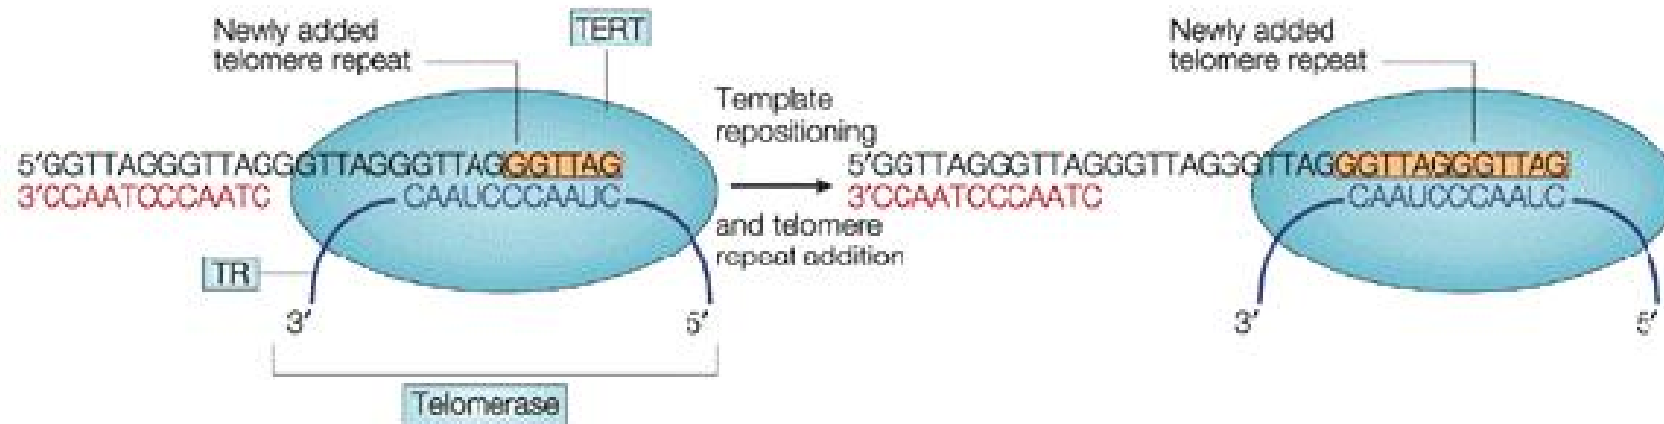 Newly added
telomere repeat
TERT
5′GGTTAGGGTTAGGGTTAGGGTTAGGGTTAG
3′CCAATCCCAATC
CAAUCCCAAUC
TR
3′
5′
Telomerase
Template
repositioning
and telomere
repeat addition
Newly added
telomere repeat
5′GGTTAGGGTTAGGGTTAGGGTTAGGGTTAGGGTTAG
3′CCAATCCCAATC
CAAUCCCAAUC
3′
5′